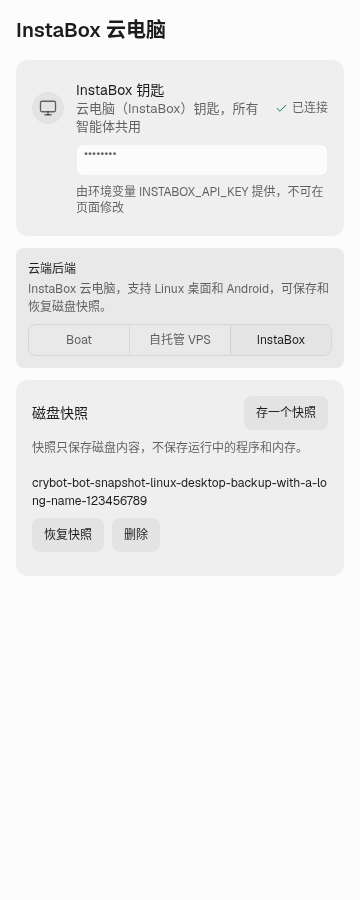 InstaBox 云电脑
InstaBox 钥匙
云电脑（InstaBox）钥匙，所有
智能体共用
已连接
••••••••
由环境变量 INSTABOX_API_KEY 提供，不可在
页面修改
云端后端
InstaBox 云电脑，支持 Linux 桌面和 Android，可保存和
恢复磁盘快照。
Boat
自托管 VPS
InstaBox
磁盘快照
存一个快照
快照只保存磁盘内容，不保存运行中的程序和内存。
crybot-bot-snapshot-linux-desktop-backup-with-a-lo
ng-name-123456789
恢复快照
删除